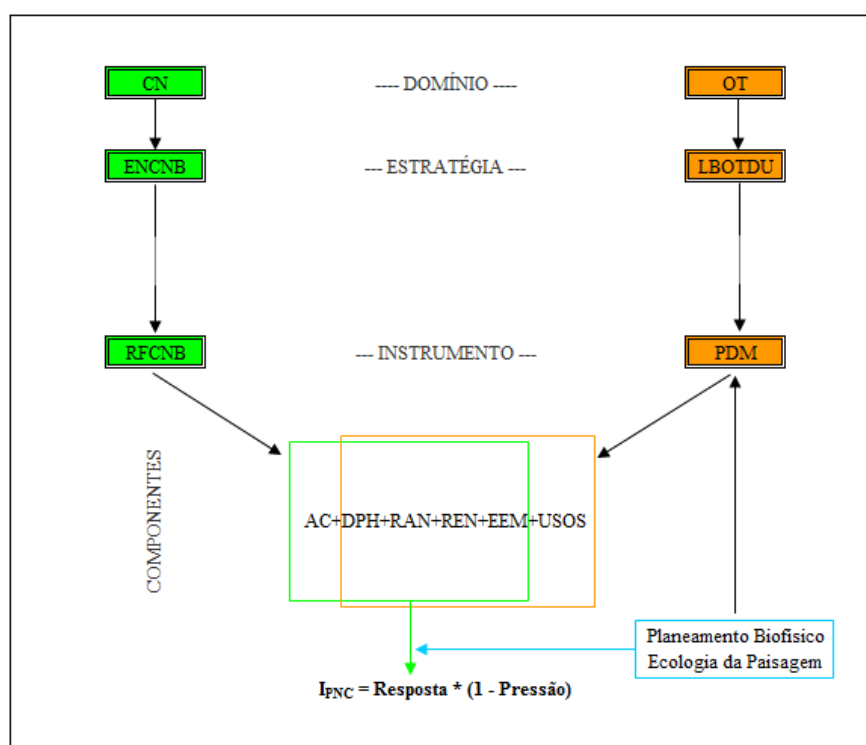 CN
---- DOMÍNIO ----
OT
ENCNB
--- ESTRATÉGIA ---
LBOTDU
RFCNB
--- INSTRUMENTO ---
PDM
COMPONENTES
AC+DPH+RAN+REN+EEM+USOS
Planeamento Biofísico
Ecologia da Paisagem
IPNC = Resposta * (1 - Pressão)